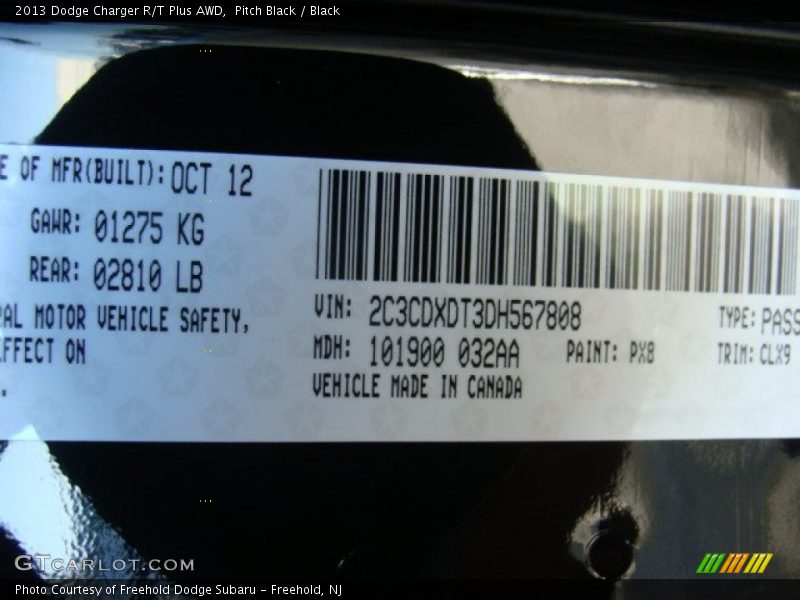 2013 Dodge Charger R/T Plus AWD,  Pitch Black / Black
E OF MFR(BUILT): OCT 12
GAWR: 01275 KG
REAR: 02810 LB
RAL MOTOR VEHICLE SAFETY,
EFFECT ON
.
VIN: 2C3CDXDT3DH567808
TYPE: PASS
MDH: 101900 032AA
PAINT: PX8
TRIM: CLX9
VEHICLE MADE IN CANADA
GTCARLOT.COM
Photo Courtesy of Freehold Dodge Subaru - Freehold, NJ